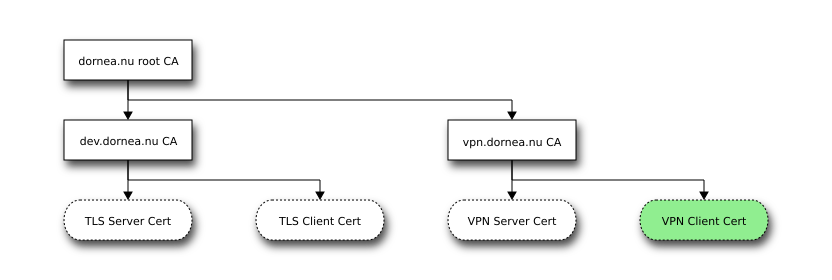 dornea.nu root CA
dev.dornea.nu CA
vpn.dornea.nu CA
TLS Server Cert
TLS Client Cert
VPN Server Cert
VPN Client Cert